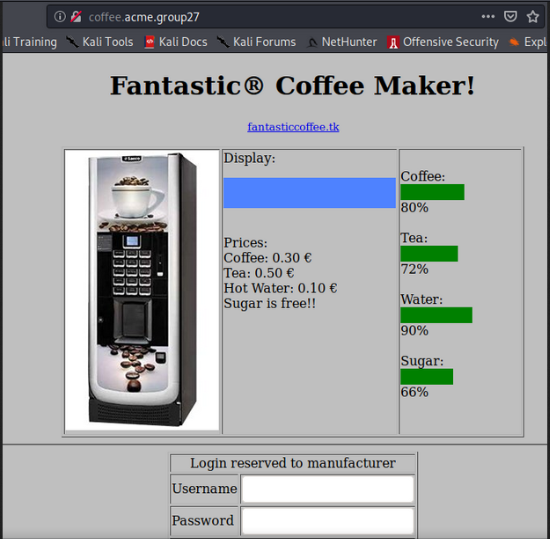 coffee.acme.group27
ali Training Kali Tools Kali Docs Kali Forums NetHunter Offensive Security Expl
Fantastic® Coffee Maker!
fantasticcoffee.tk
Display:
Prices:
Coffee: 0.30 €
Tea: 0.50 €
Hot Water: 0.10 €
Sugar is free!!
Coffee:
80%
Tea:
72%
Water:
90%
Sugar:
66%
Login reserved to manufacturer
Username
Password